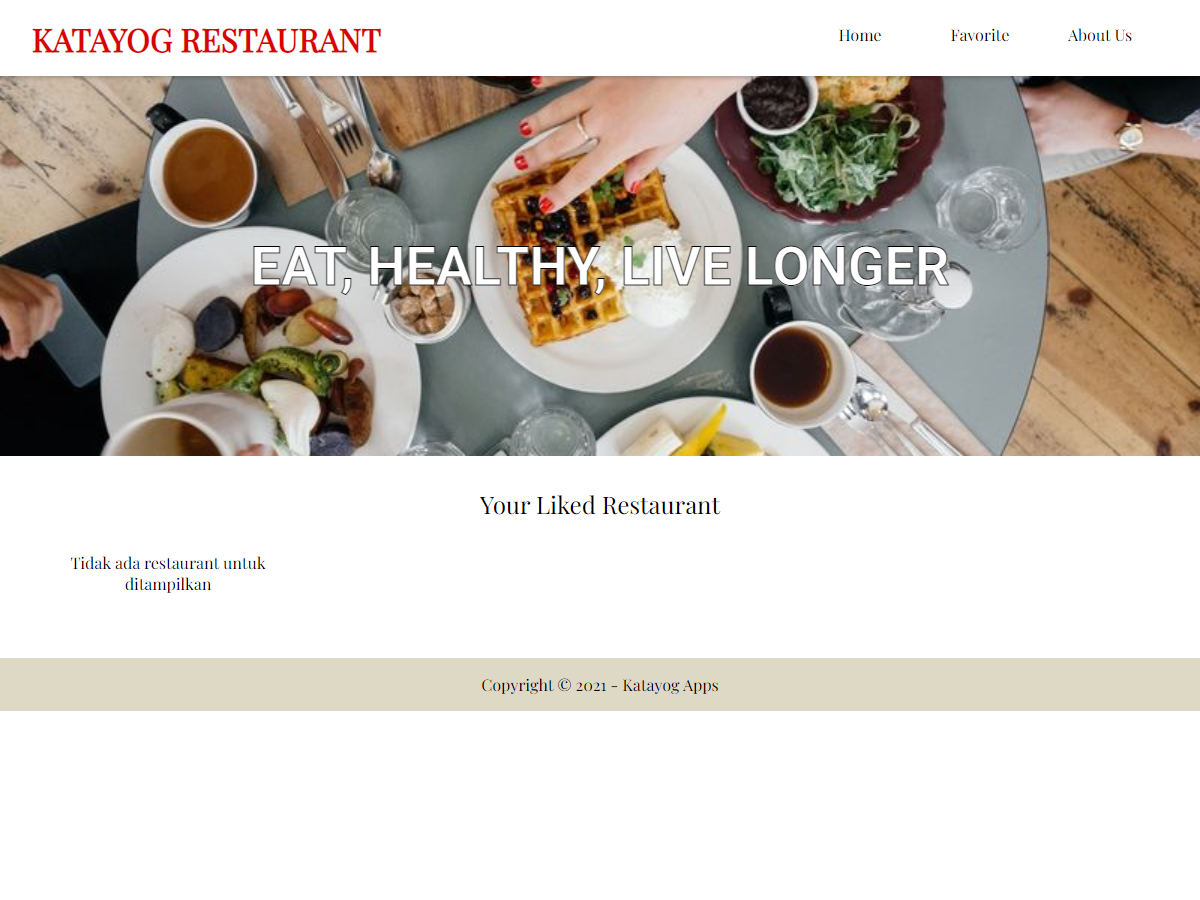 KATAYOG RESTAURANT
Home
Favorite
About Us
EAT, HEALTHY, LIVE LONGER
Your Liked Restaurant
Tidak ada restaurant untuk
ditampilkan
Copyright © 2021 - Katayog Apps